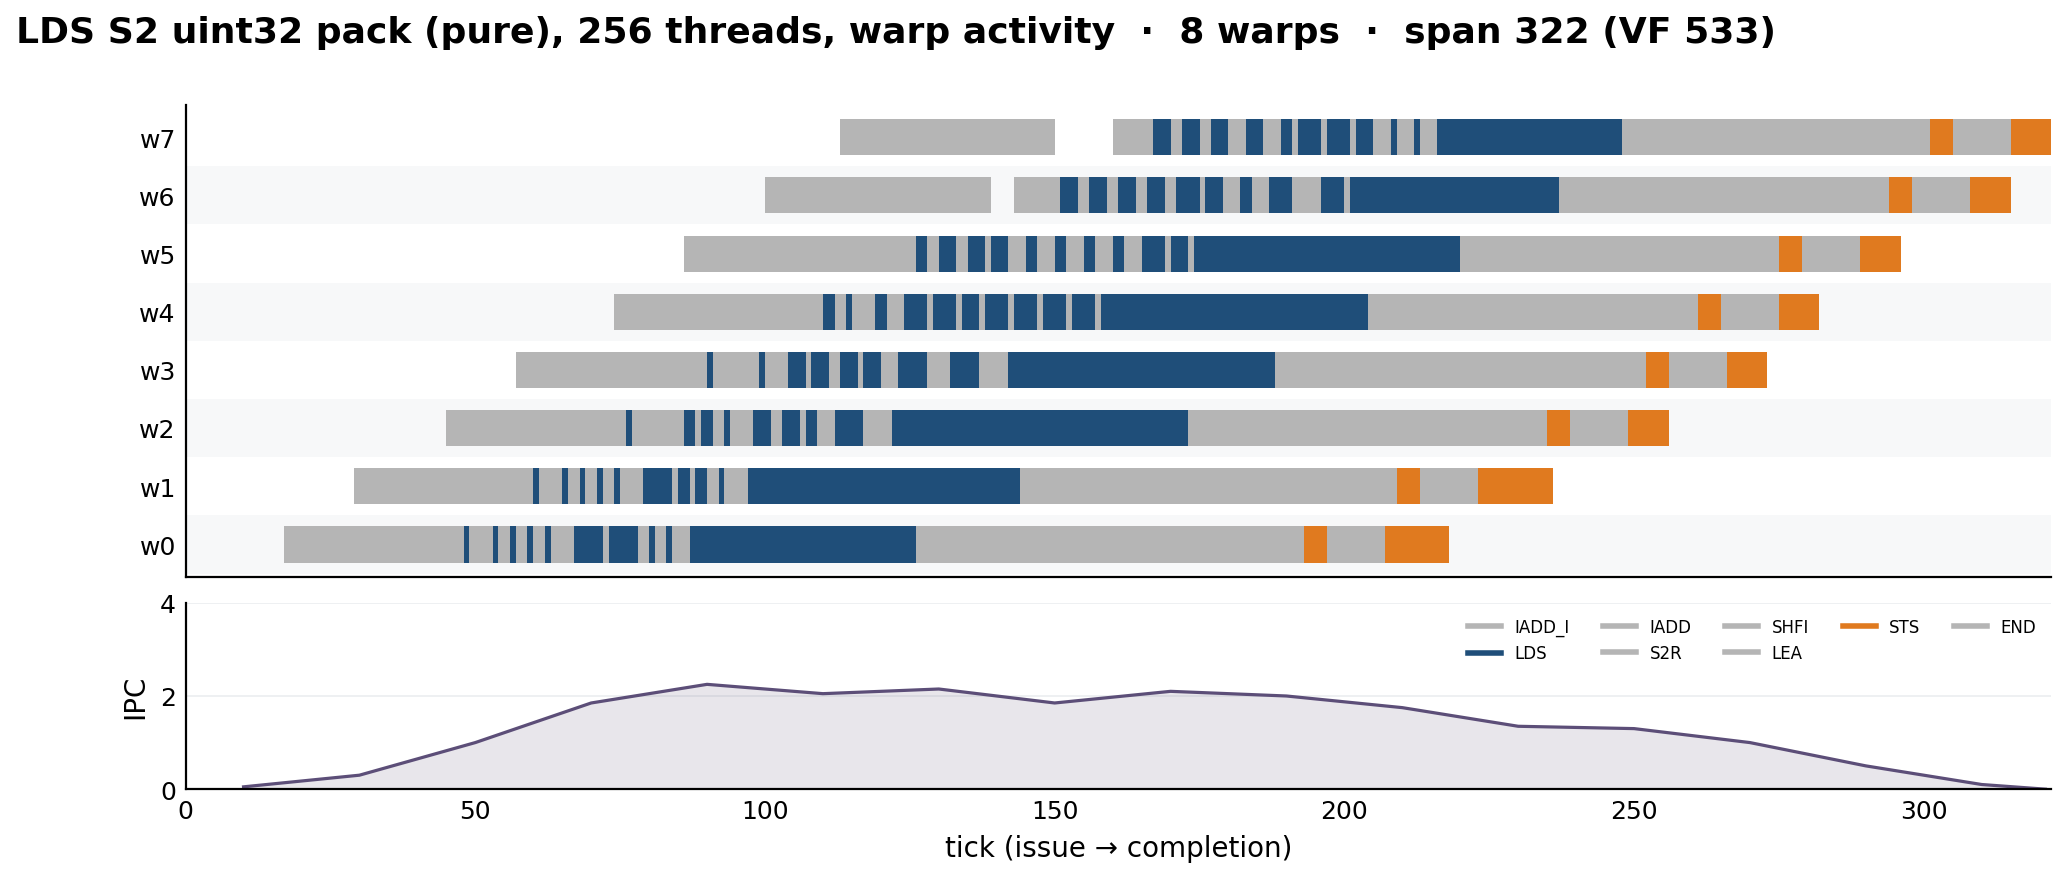 LDS S2 uint32 pack (pure), 256 threads, warp activity · 8 warps · span 322 (VF 533)
w7
w6
w5
w4
w3
w2
w1
w0
4
2
0
IPC
IADD_I IADD SHFI STS END
LDS S2R LEA
0 50 100 150 200 250 300
tick (issue → completion)